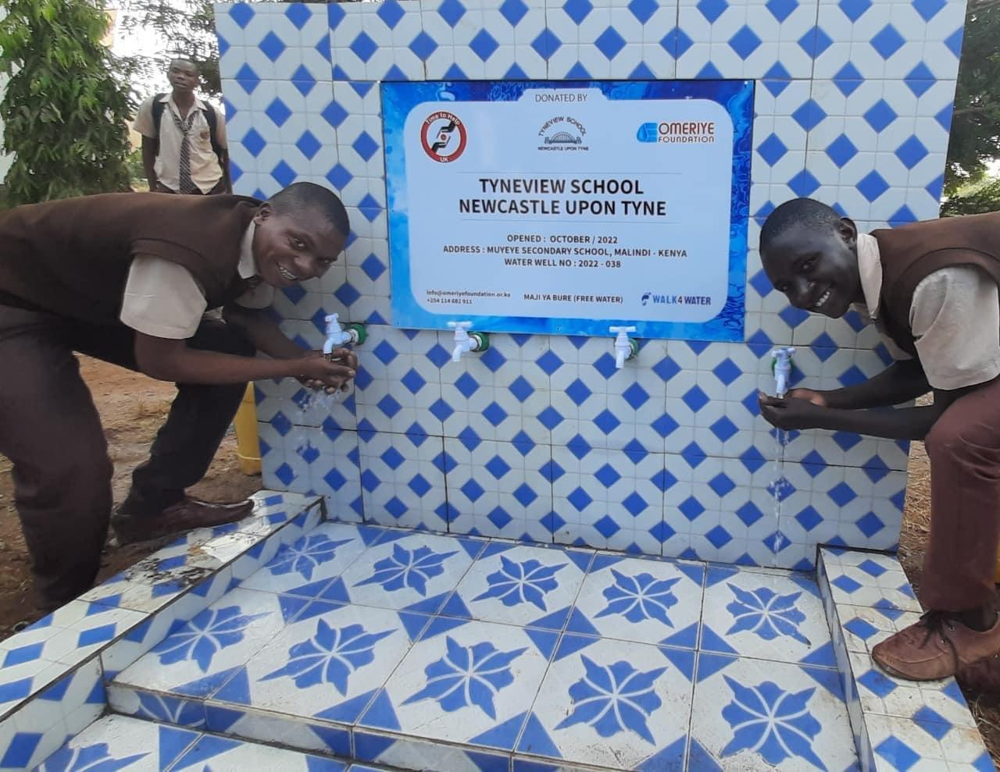 DONATED BY
Time to Help
UK
TYNEVIEW SCHOOL
NEWCASTLE UPON TYNE
OMERIYE
FOUNDATION
TYNEVIEW SCHOOL
NEWCASTLE UPON TYNE
OPENED : OCTOBER / 2022
ADDRESS : MUYEYE SECONDARY SCHOOL, MALINDI - KENYA
WATER WELL NO : 2022 - 038
info@omeriyefoundation.or.ke
+254 114 682 911
MAJI YA BURE (FREE WATER)
WALK4WATER